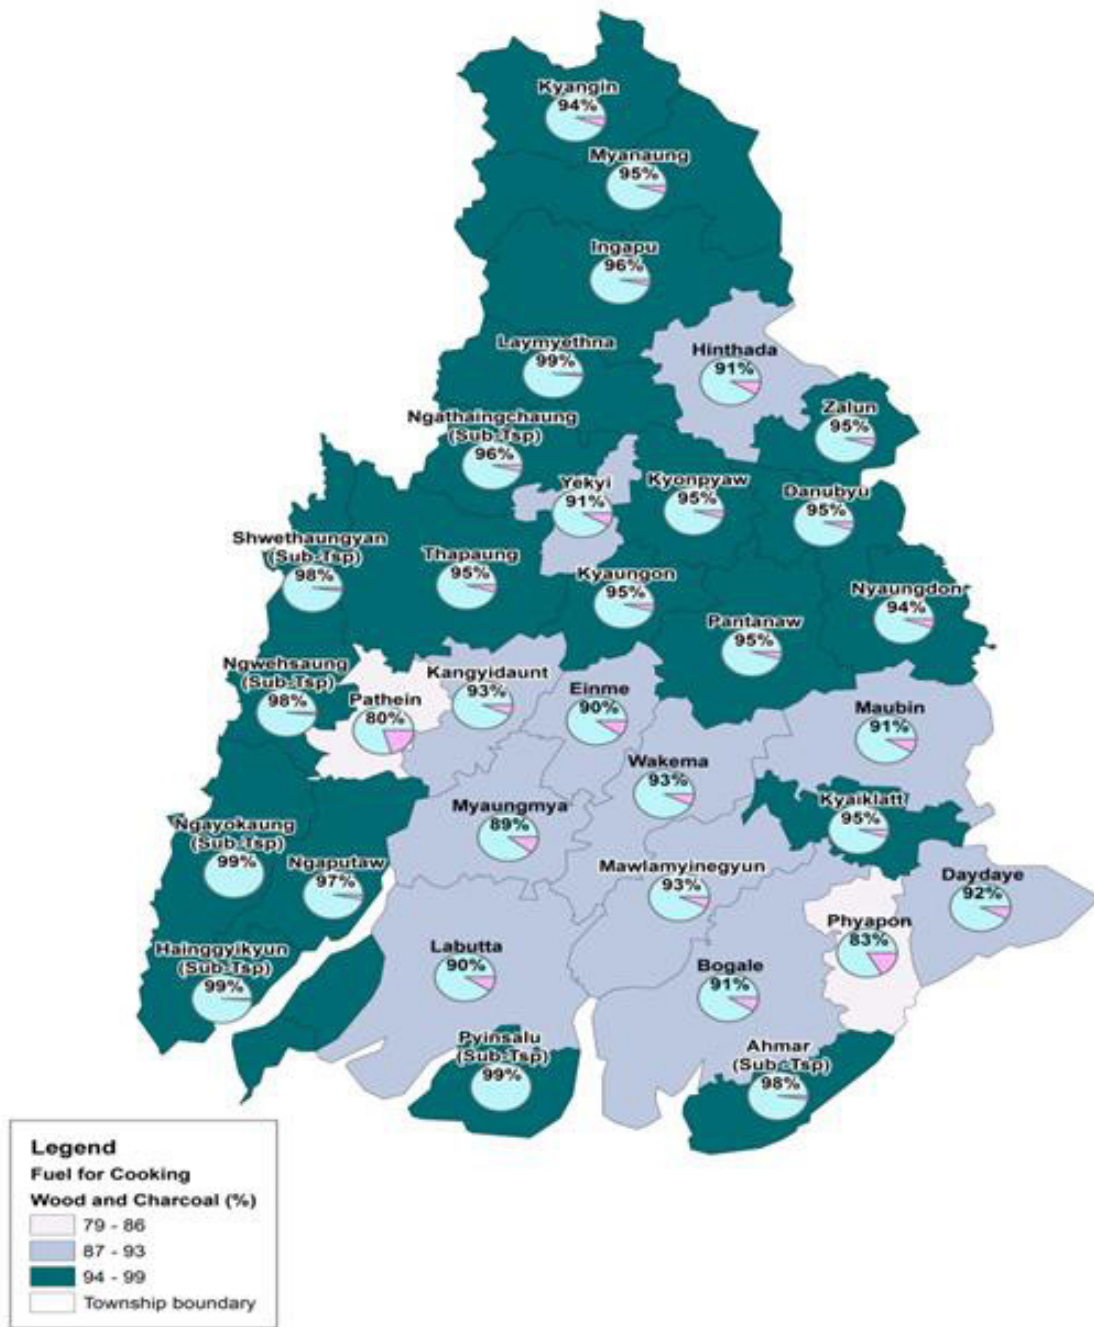 Kyangin
94%
Myanaung
95%
Ingapu
96%
Laymyethna
99%
Hinthada
91%
Ngathaingchaung
(Sub-Tsp)
96%
Zalun
95%
Yekyi
91%
Kyonpyaw
95%
Danubyu
95%
Shwethaungyan
(Sub-Tsp)
98%
Thapaung
95%
Kyaungon
95%
Nyaungdon
94%
Pantanaw
95%
Ngwehsaung
(Sub-Tsp)
98%
Pathein
80%
Kangyidaunt
93%
Einme
90%
Maubin
91%
Wakema
93%
Myaungmya
89%
Kyaiklatt
95%
Ngayokaung
(Sub-Tsp)
99%
Ngaputaw
97%
Mawlamyinegyun
93%
Daydaye
92%
Phyapon
83%
Hainggyikyun
(Sub-Tsp)
99%
Labutta
90%
Bogale
91%
Pyinsalu
(Sub-Tsp)
99%
Ahmar
(Sub-Tsp)
98%
Legend
Fuel for Cooking
Wood and Charcoal (%)
79 - 86
87 - 93
94 - 99
Township boundary